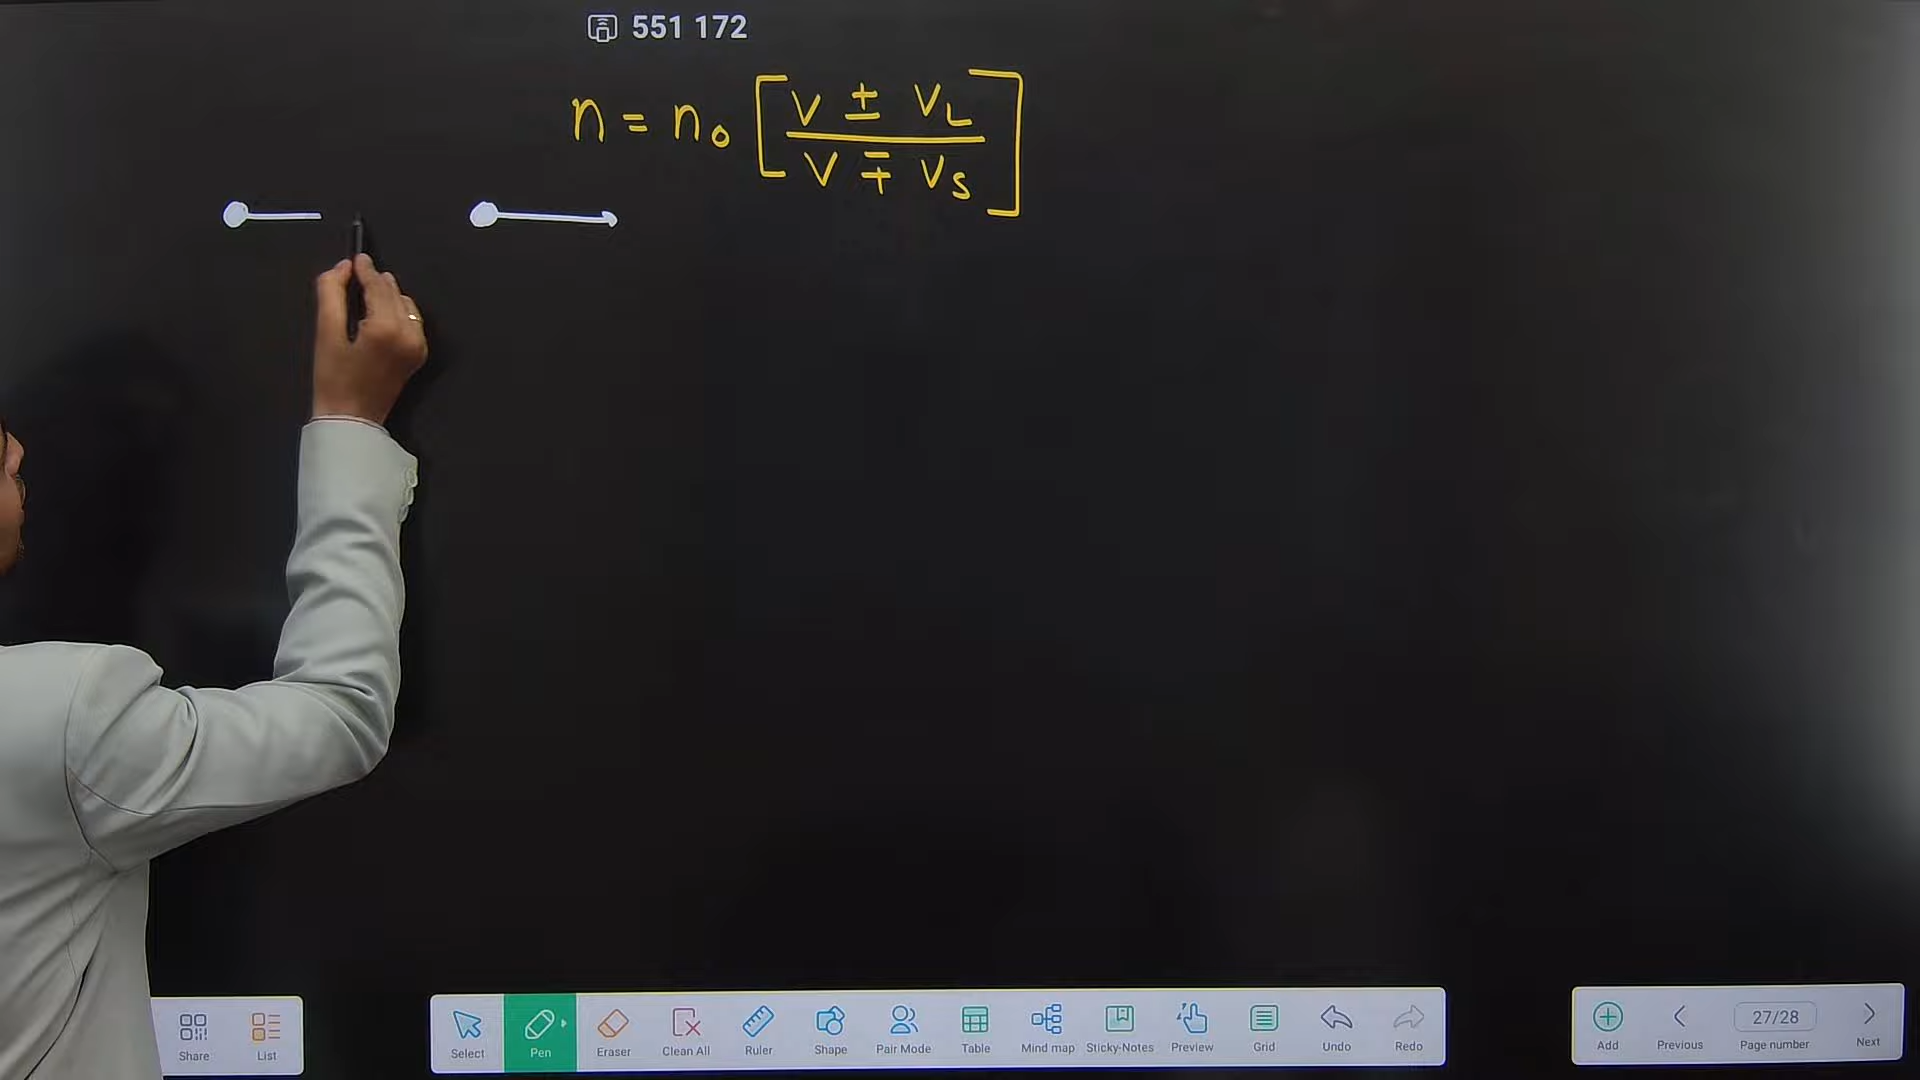 551 172
n = n₀ [ (V ± V_L) / (V ∓ V_S) ]
Share
List
Select
Pen
Eraser
Clean All
Ruler
Shape
Pair Mode
Table
Mind map
Sticky-Notes
Preview
Grid
Undo
Redo
Add
Previous
27/28
Page number
Next